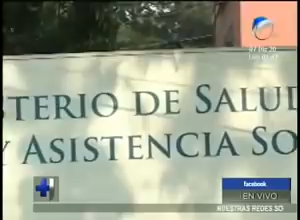 STERIO DE SALUD
Y ASISTENCIA SO
facebook
EN VIVO
NUESTRAS REDES SO